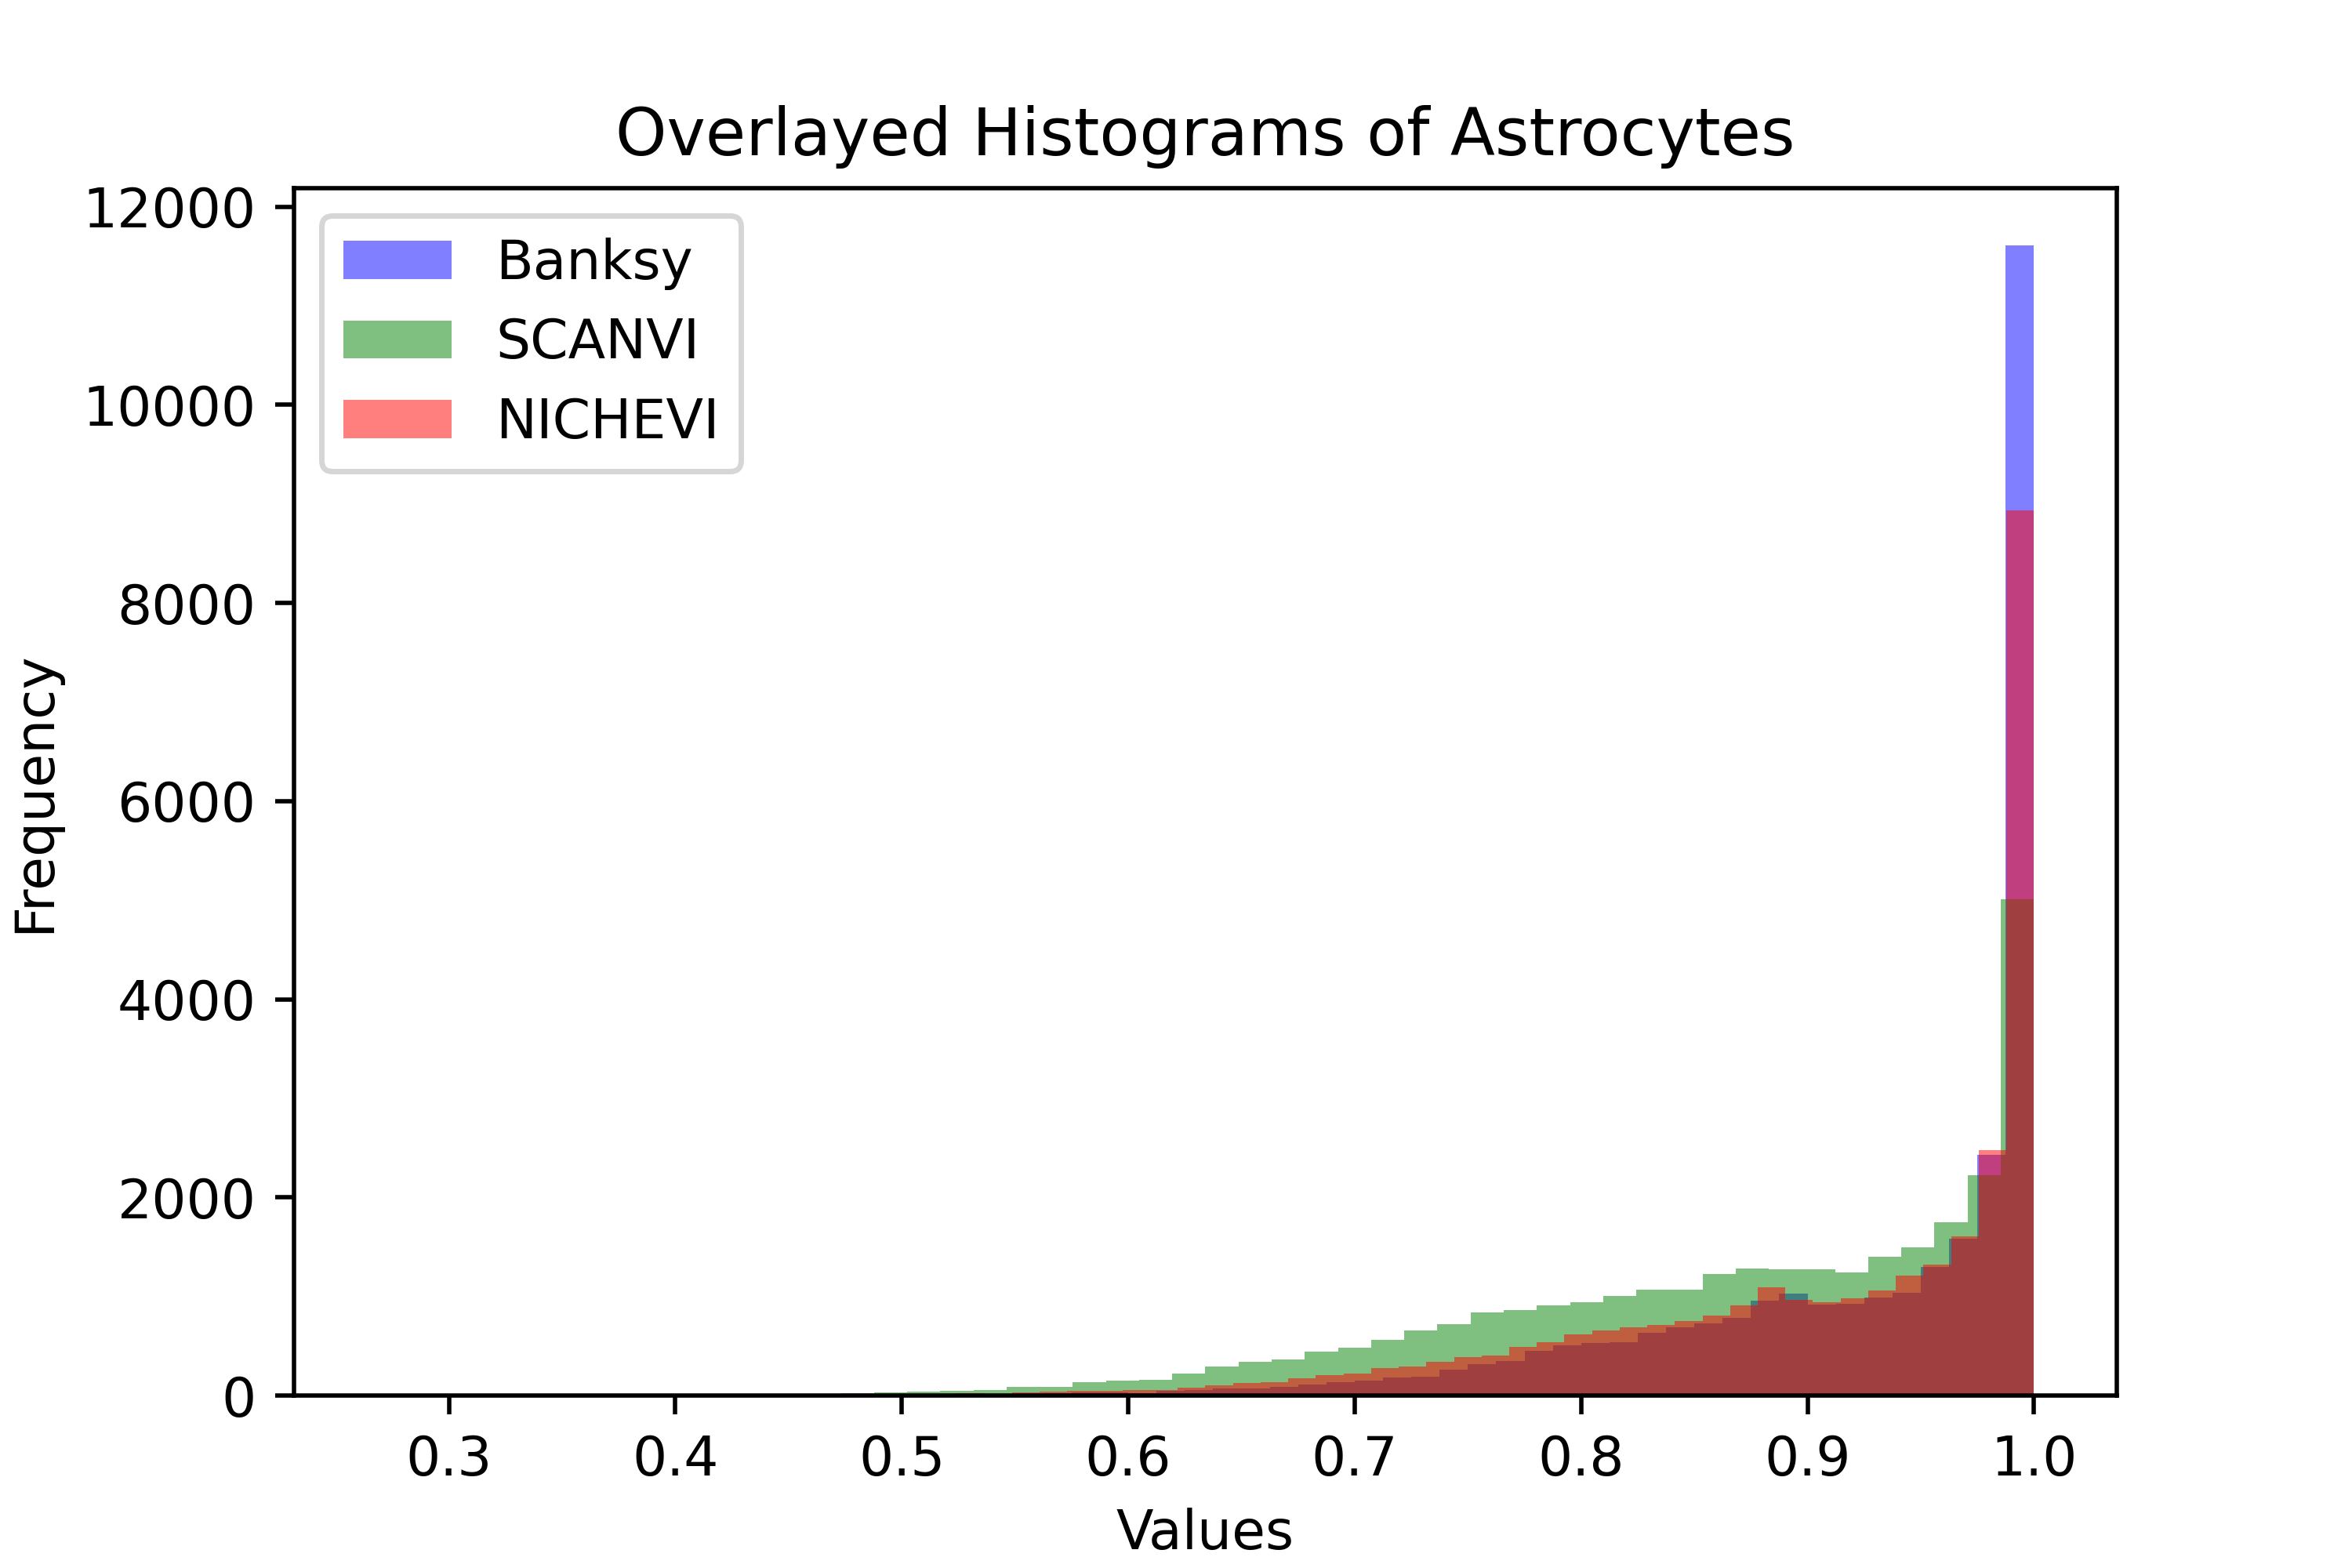 Overlayed Histograms of Astrocytes
12000
10000
8000
6000
4000
2000
0
Frequency
Banksy
SCANVI
NICHEVI
0.3 0.4 0.5 0.6 0.7 0.8 0.9 1.0
Values